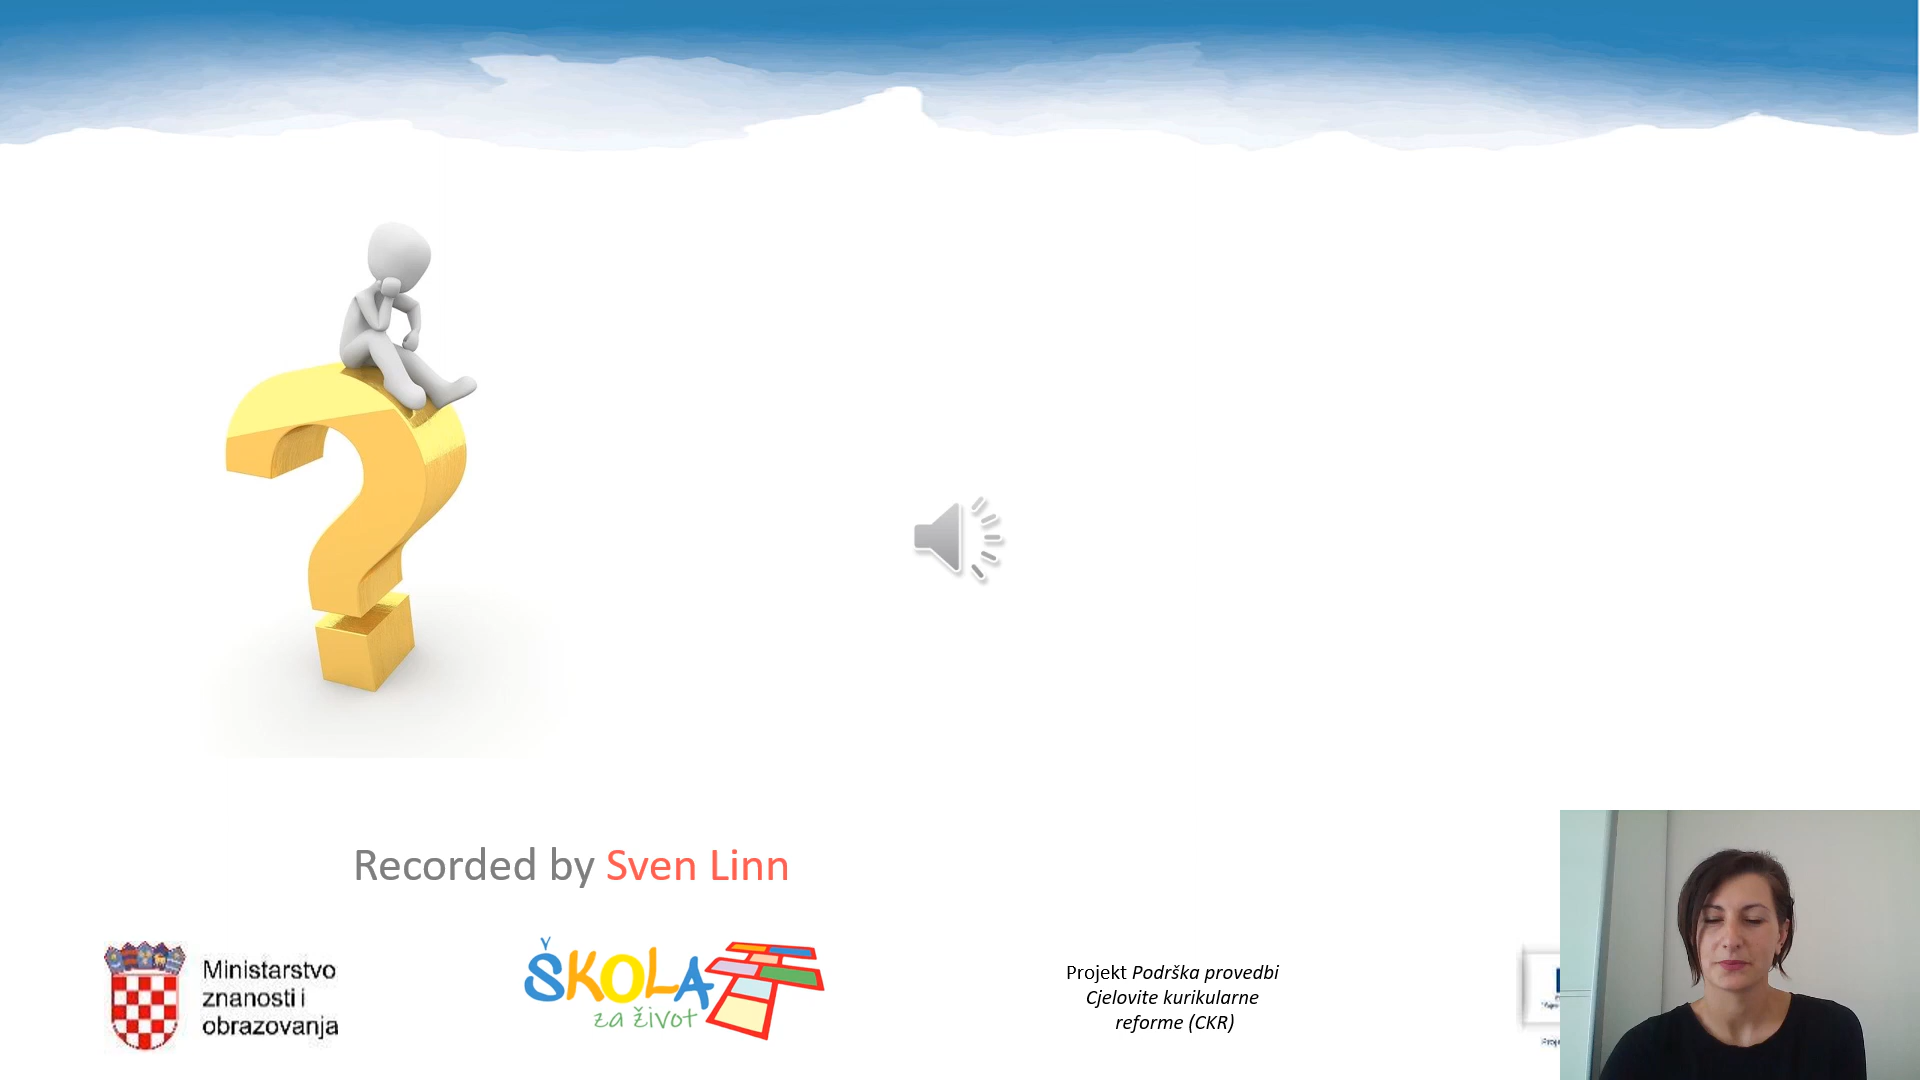 Recorded by Sven Linn
Ministarstvo
znanosti i
obrazovanja
ŠKOLA
za život
Projekt Podrška provedbi
Cjelovite kurikularne
reforme (CKR)